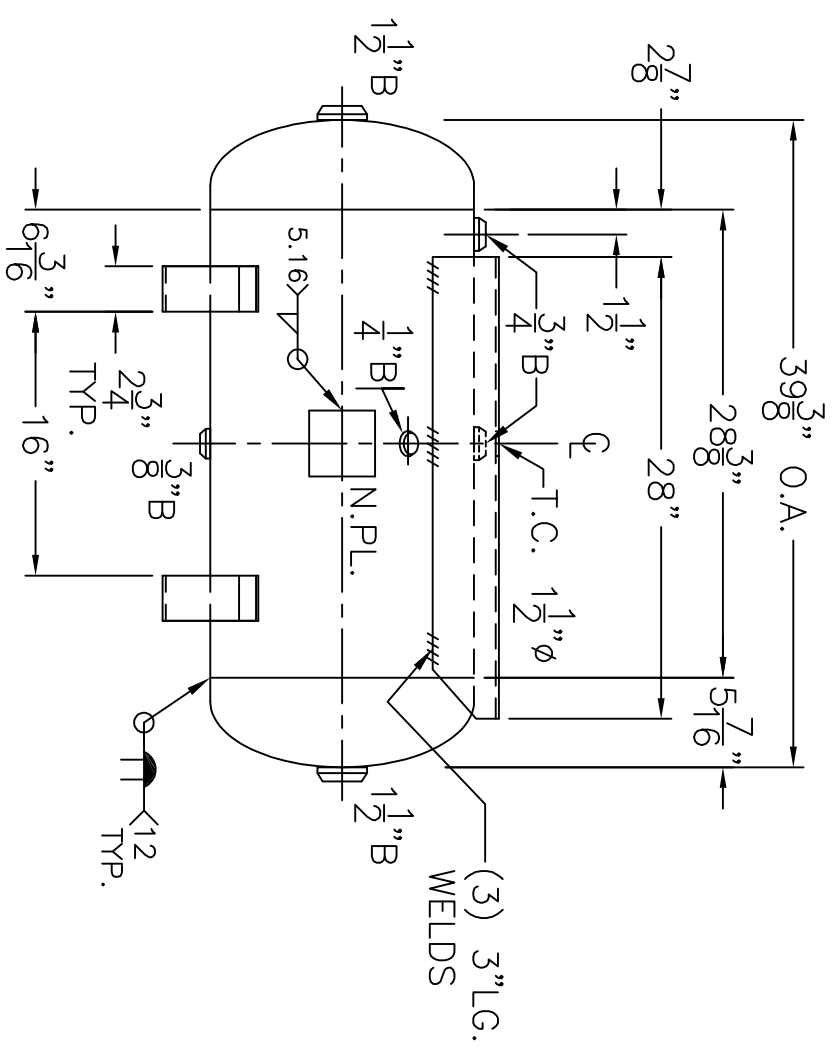 39 3/8" O.A.
28 3/8"
5 7/16"
2 7/8"
1 1/2"
28"
3/4"B
T.C. 1 1/2"ø
(3) 3"LG.
WELDS
1 1/2"B
1/4"B
℄
5.16
N.PL.
1 1/2"B
3/8"B
2 3/4"
TYP.
6 3/16"
16"
12
TYP.